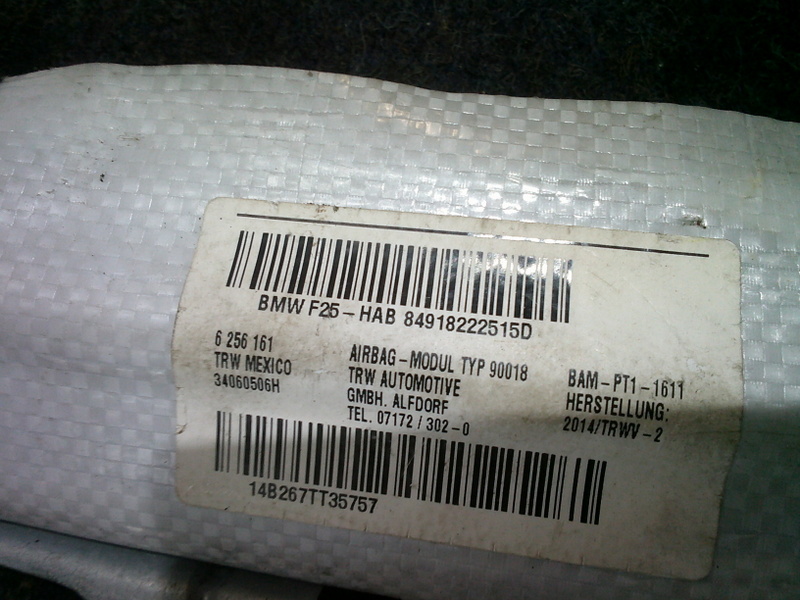 BMW F25-HAB 84918222515D
6 256 161
TRW MEXICO
34060506H
AIRBAG-MODUL TYP 90018
TRW AUTOMOTIVE
GMBH. ALFDORF
TEL. 07172 / 302-0
BAM-PT1-1611
HERSTELLUNG:
2014/TRWV-2
14B267TT35757